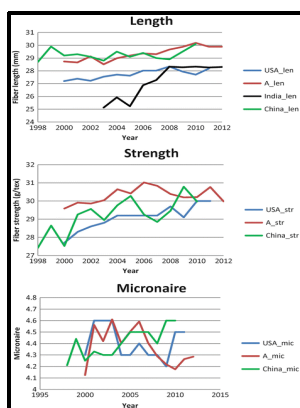 Length
Fiber length (mm)
31
30
29
28
27
26
25
24
1998 2000 2002 2004 2006 2008 2010 2012
Year
USA_len
A_len
India_len
China_len
Strength
Fiber strength (g/tex)
32
31
30
29
28
27
1998 2000 2002 2004 2006 2008 2010 2012
Year
USA_str
A_str
China_str
Micronaire
Micronaire
4.8
4.7
4.6
4.5
4.4
4.3
4.2
4.1
4
1995 2000 2005 2010 2015
Year
USA_mic
A_mic
China_mic